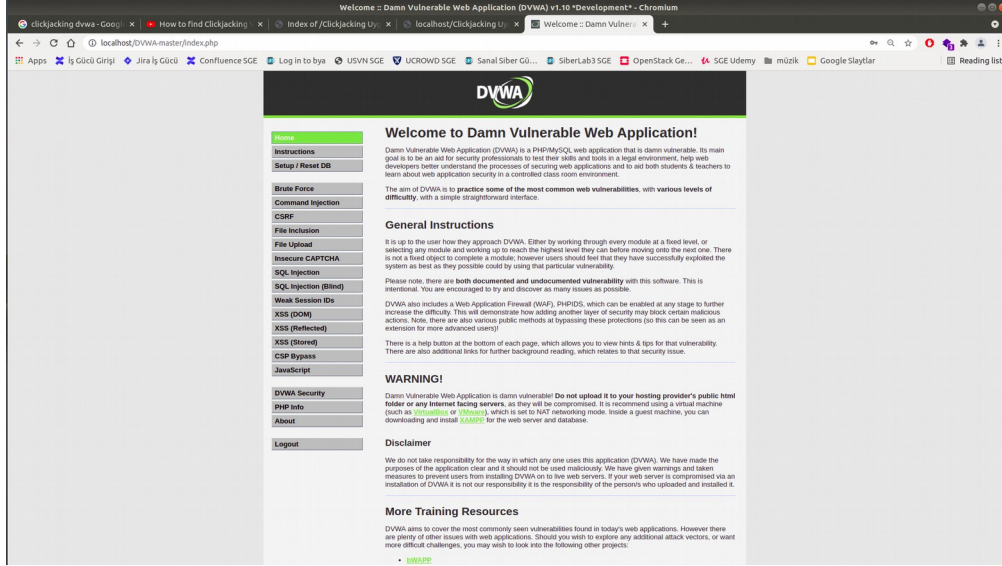 Welcome :: Damn Vulnerable Web Application (DVWA) v1.10 *Development* - Chromium
clickjacking dvwa - Googl
How to find Clickjacking
Index of /Clickjacking Uyg
localhost/Clickjacking Uy
Welcome :: Damn Vulnera
localhost/DVWA-master/index.php
Apps İş Gücü Girişi Jira İş Gücü Confluence SGE Log in to bya USVN SGE UCROWD SGE Sanal Siber Gü... SiberLab3 SGE OpenStack Ge... SGE Udemy müzik Google Slaytlar Reading list
DVWA
Home
Instructions
Setup / Reset DB
Brute Force
Command Injection
CSRF
File Inclusion
File Upload
Insecure CAPTCHA
SQL Injection
SQL Injection (Blind)
Weak Session IDs
XSS (DOM)
XSS (Reflected)
XSS (Stored)
CSP Bypass
JavaScript
DVWA Security
PHP Info
About
Logout
Welcome to Damn Vulnerable Web Application!
Damn Vulnerable Web Application (DVWA) is a PHP/MySQL web application that is damn vulnerable. Its main
goal is to be an aid for security professionals to test their skills and tools in a legal environment, help web
developers better understand the processes of securing web applications and to aid both students & teachers to
learn about web application security in a controlled class room environment.
The aim of DVWA is to practice some of the most common web vulnerabilities, with various levels of
difficultly, with a simple straightforward interface.
General Instructions
It is up to the user how they approach DVWA. Either by working through every module at a fixed level, or
selecting any module and working up to reach the highest level they can before moving onto the next one. There
is not a fixed object to complete a module; however users should feel that they have successfully exploited the
system as best as they possible could by using that particular vulnerability.
Please note, there are both documented and undocumented vulnerability with this software. This is
intentional. You are encouraged to try and discover as many issues as possible.
DVWA also includes a Web Application Firewall (WAF), PHPIDS, which can be enabled at any stage to further
increase the difficulty. This will demonstrate how adding another layer of security may block certain malicious
actions. Note, there are also various public methods at bypassing these protections (so this can be seen as an
extension for more advanced users)!
There is a help button at the bottom of each page, which allows you to view hints & tips for that vulnerability.
There are also additional links for further background reading, which relates to that security issue.
WARNING!
Damn Vulnerable Web Application is damn vulnerable! Do not upload it to your hosting provider's public html
folder or any Internet facing servers, as they will be compromised. It is recommend using a virtual machine
(such as VirtualBox or VMware), which is set to NAT networking mode. Inside a guest machine, you can
downloading and install XAMPP for the web server and database.
Disclaimer
We do not take responsibility for the way in which any one uses this application (DVWA). We have made the
purposes of the application clear and it should not be used maliciously. We have given warnings and taken
measures to prevent users from installing DVWA on to live web servers. If your web server is compromised via an
installation of DVWA it is not our responsibility it is the responsibility of the person/s who uploaded and installed it.
More Training Resources
DVWA aims to cover the most commonly seen vulnerabilities found in today's web applications. However there
are plenty of other issues with web applications. Should you wish to explore any additional attack vectors, or want
more difficult challenges, you may wish to look into the following other projects:
bWAPP